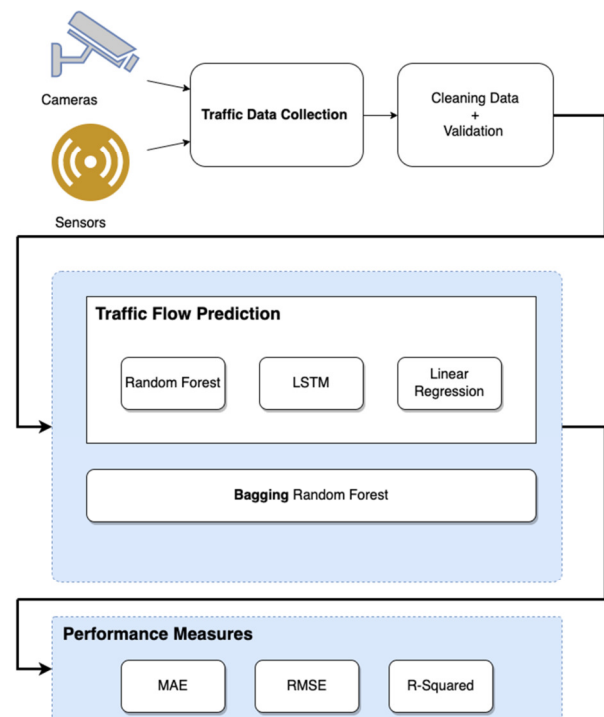 Cameras
Sensors
Traffic Data Collection
Cleaning Data
+
Validation
Traffic Flow Prediction
Random Forest
LSTM
Linear
Regression
Bagging Random Forest
Performance Measures
MAE
RMSE
R-Squared